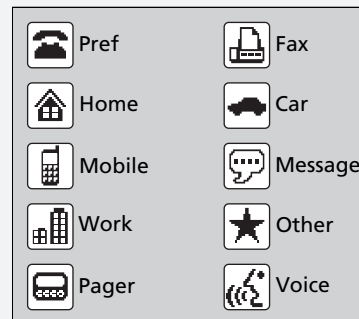 Pref
Fax
Home
Car
Mobile
Message
Work
Other
Pager
Voice